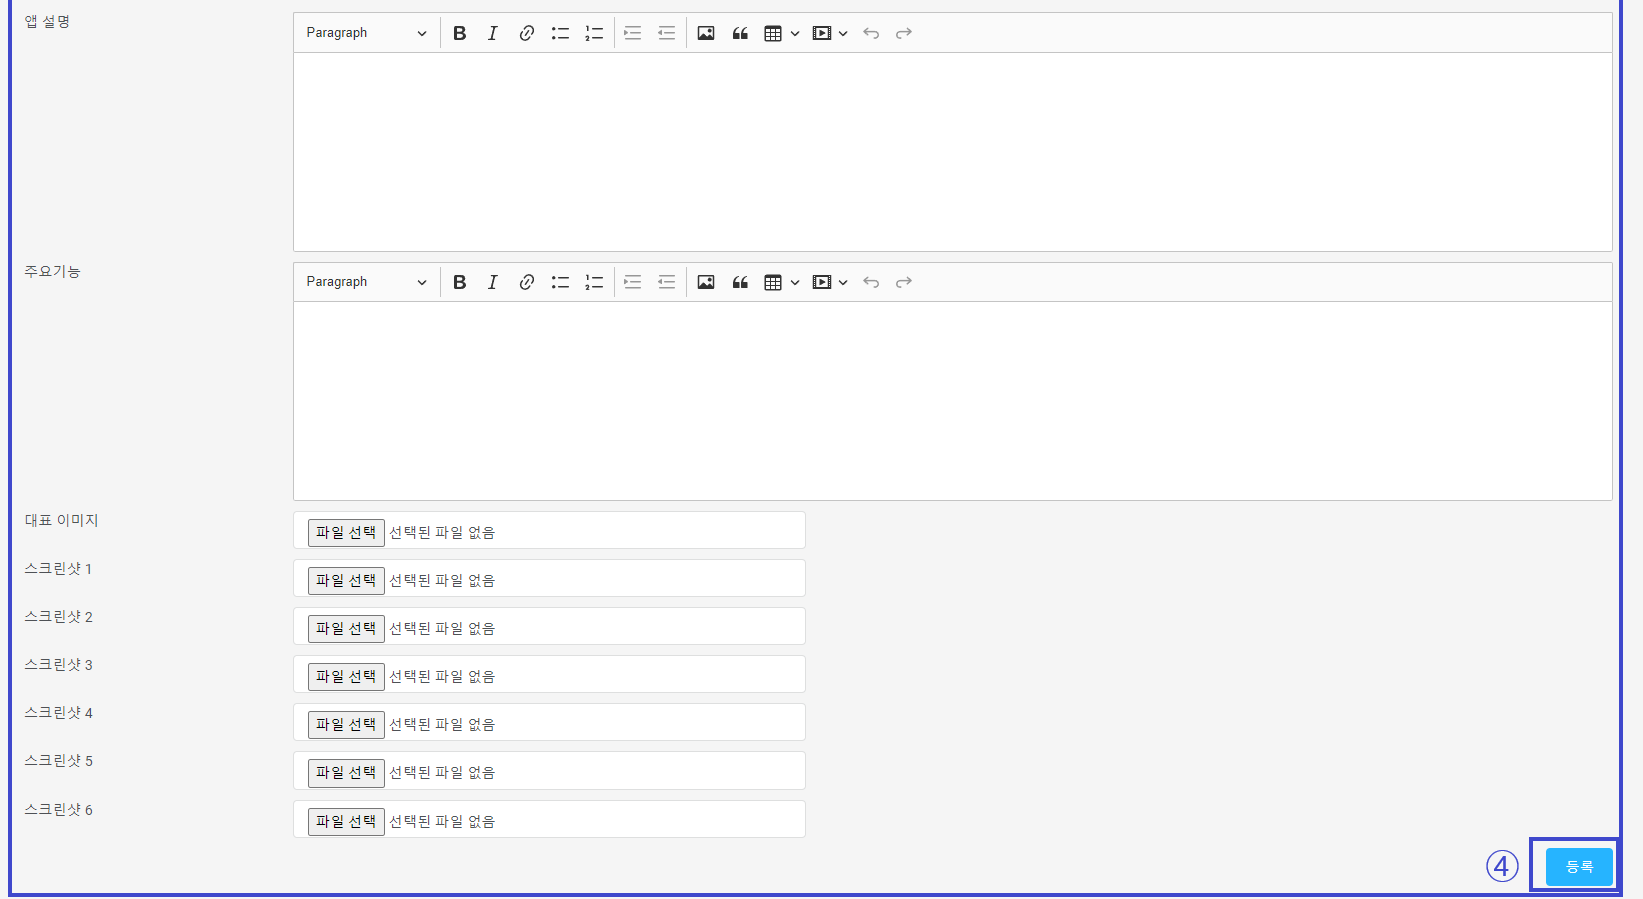 앱 설명
Paragraph
주요기능
Paragraph
대표 이미지
파일 선택 선택된 파일 없음
스크린샷 1
파일 선택 선택된 파일 없음
스크린샷 2
파일 선택 선택된 파일 없음
스크린샷 3
파일 선택 선택된 파일 없음
스크린샷 4
파일 선택 선택된 파일 없음
스크린샷 5
파일 선택 선택된 파일 없음
스크린샷 6
파일 선택 선택된 파일 없음
④ 등록